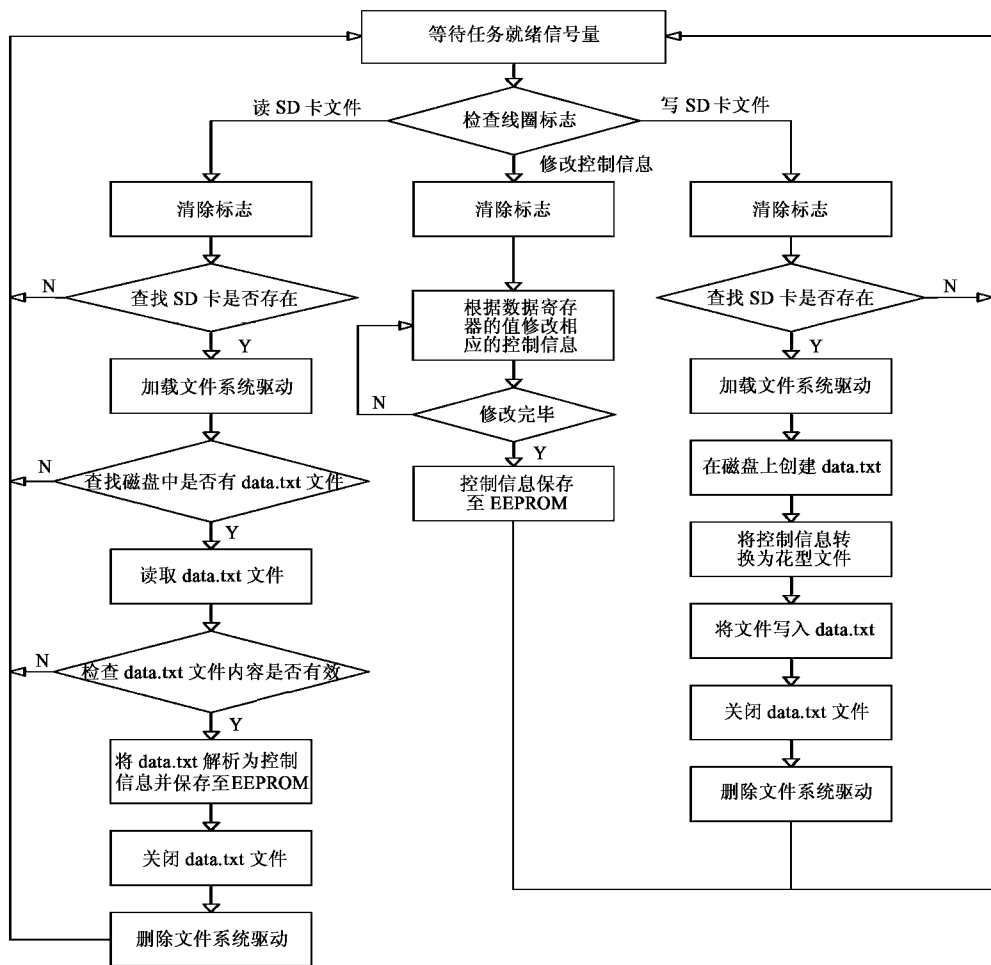 等待任务就绪信号量
读 SD 卡文件
检查线圈标志
写 SD 卡文件
修改控制信息
清除标志
清除标志
清除标志
N
查找 SD 卡是否存在
Y
加载文件系统驱动
N
查找磁盘中是否有 data.txt 文件
Y
读取 data.txt 文件
N
检查 data.txt 文件内容是否有效
Y
将 data.txt 解析为控制
信息并保存至EEPROM
关闭 data.txt 文件
删除文件系统驱动
根据数据寄存
器的值修改相
应的控制信息
N
修改完毕
Y
控制信息保存
至 EEPROM
查找 SD 卡是否存在
N
Y
加载文件系统驱动
在磁盘上创建 data.txt
将控制信息转
换为花型文件
将文件写入 data.txt
关闭 data.txt 文件
删除文件系统驱动